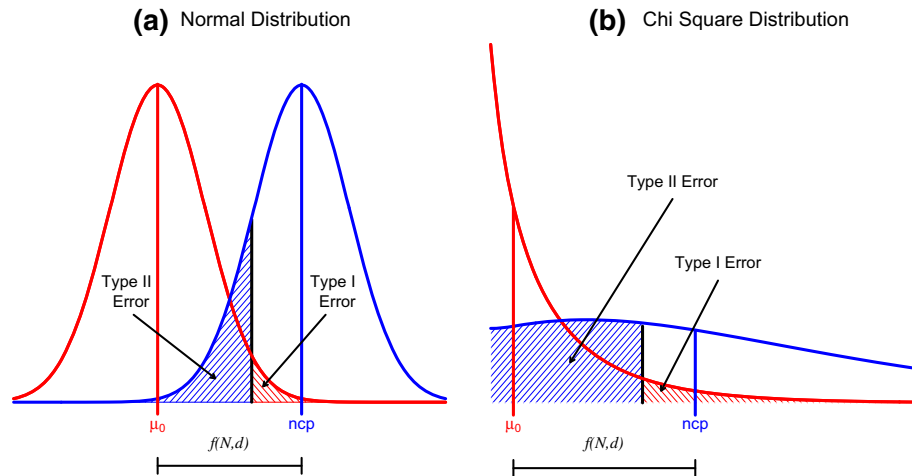 (a) Normal Distribution
Type II
Error
Type I
Error
μ0
ncp
f(N,d)
(b) Chi Square Distribution
Type II Error
Type I Error
μ0
ncp
f(N,d)